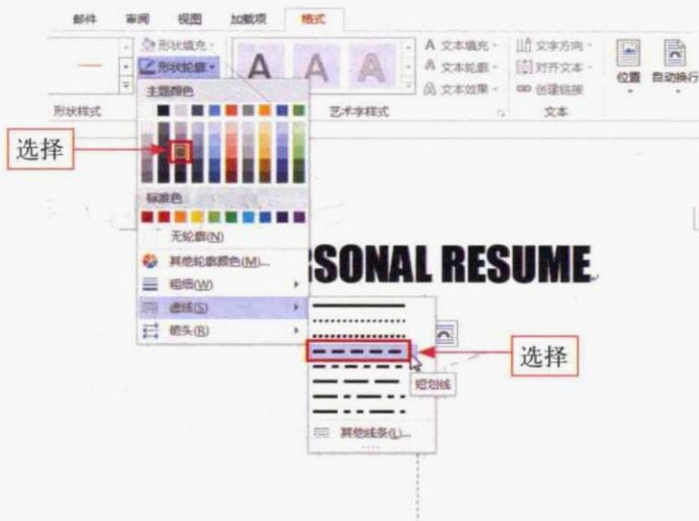 邮件 审阅 视图 加载项 格式
形状填充 A 文本填充 文字方向
形状轮廓 A A A A 文本轮廓 对齐文本 位置 自动换行
主题颜色 A 文本效果 创建链接
形状样式 艺术字样式 文本
选择
标准色
无轮廓(N)
其他轮廓颜色(M)...
SONAL RESUME
粗细(W)
虚线(S)
箭头(R)
选择
短划线
其他线条(L)...